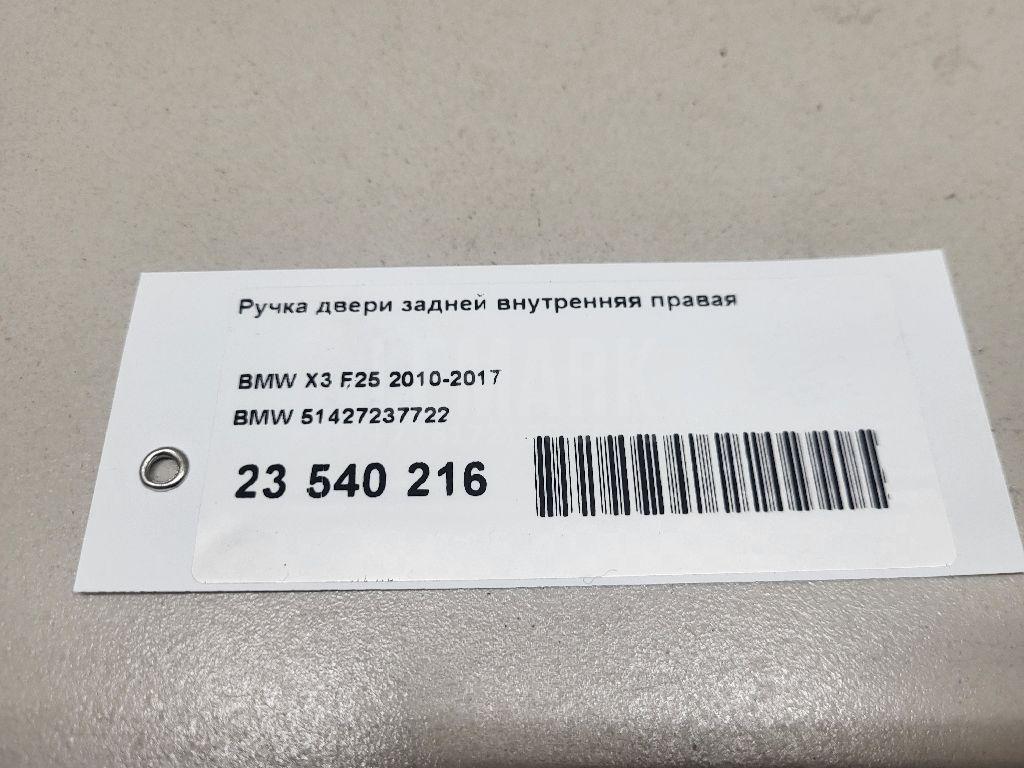 Ручка двери задней внутренняя правая
BMW X3 F25 2010-2017
BMW 51427237722
23 540 216